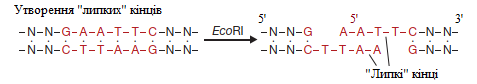 Утворення "липких" кінців
5' 5' 3'
-N-N-G-A-A-T-T-C-N-N- EcoRI -N-N-G A-A-T-T-C-N-N-
-N-N-C-T-T-A-A-G-N-N- -N-N-C-T-T-A-A G-N-N-
"Липкі" кінці